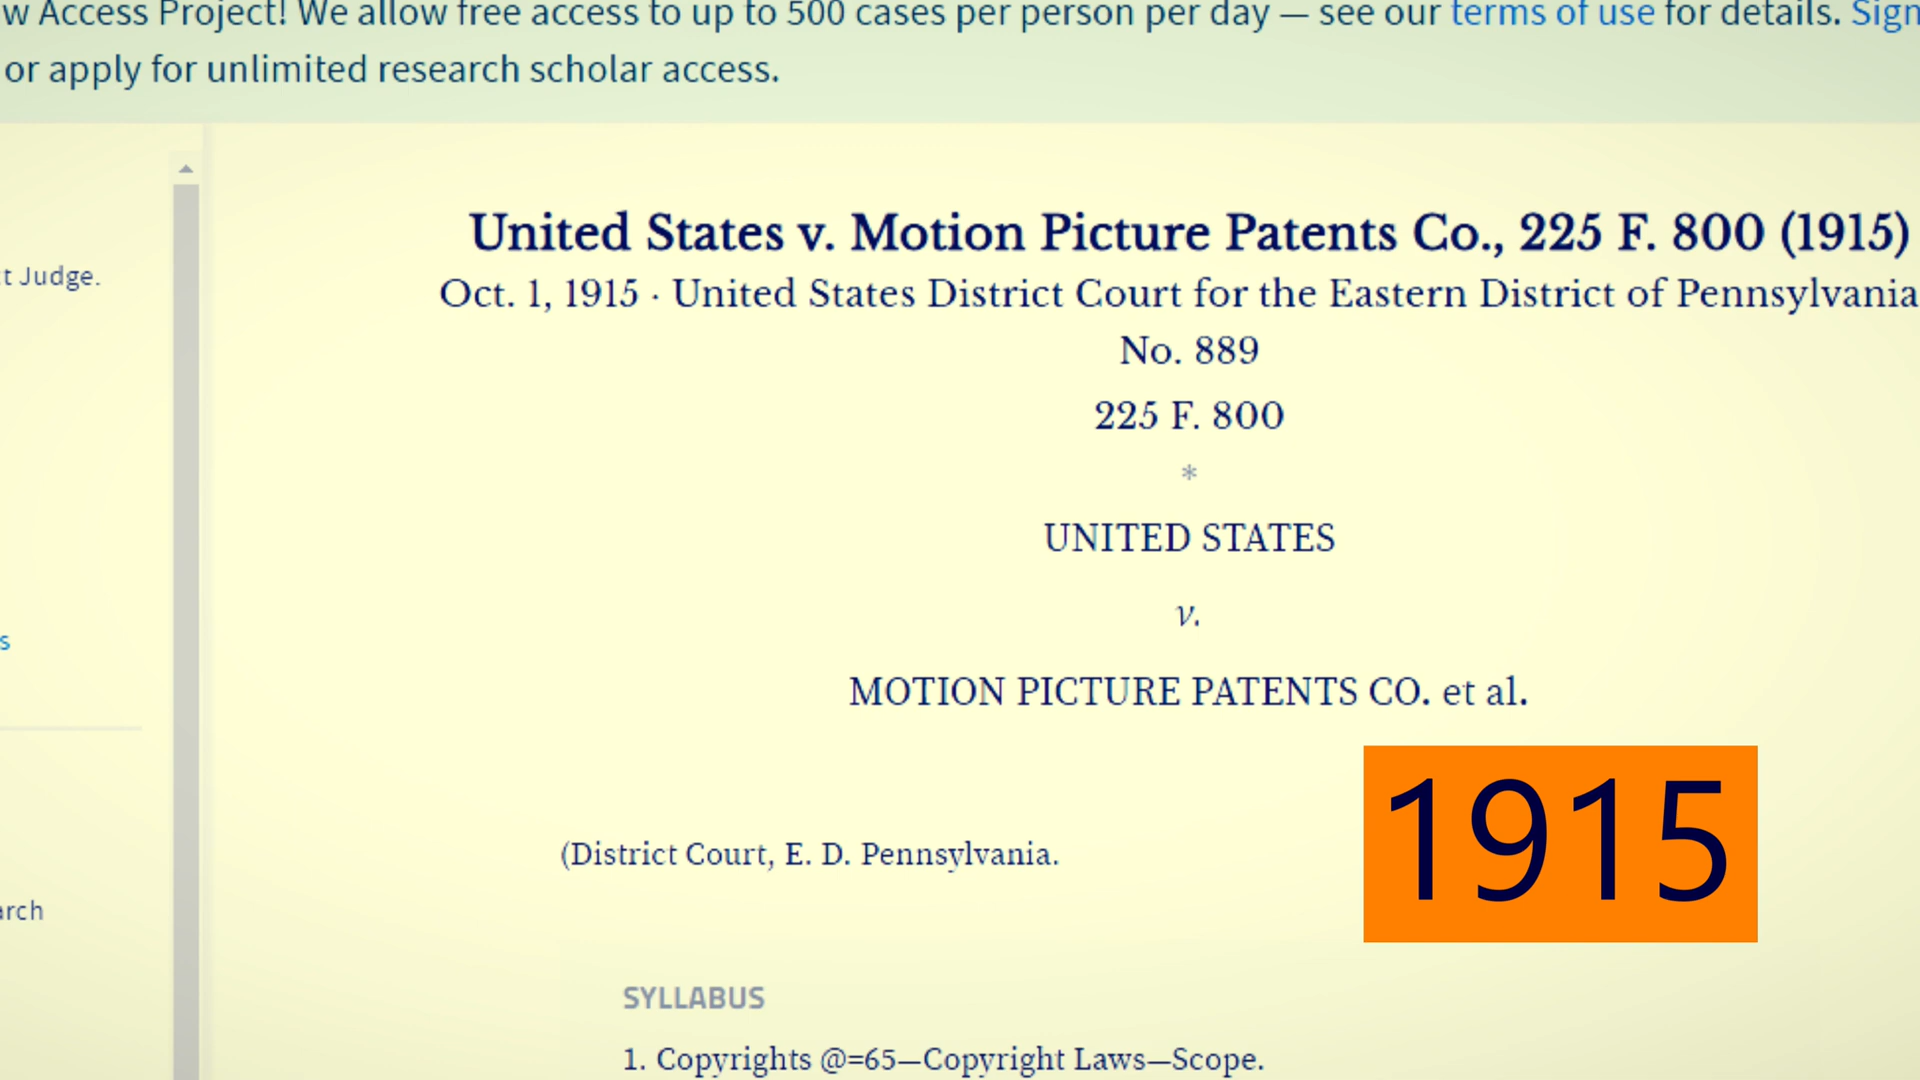 w Access Project! We allow free access to up to 500 cases per person per day — see our terms of use for details. Sign
or apply for unlimited research scholar access.
t Judge.
s
arch
United States v. Motion Picture Patents Co., 225 F. 800 (1915)
Oct. 1, 1915 · United States District Court for the Eastern District of Pennsylvania
No. 889
225 F. 800
*
UNITED STATES
v.
MOTION PICTURE PATENTS CO. et al.
1915
(District Court, E. D. Pennsylvania.
SYLLABUS
1. Copyrights @=65—Copyright Laws—Scope.